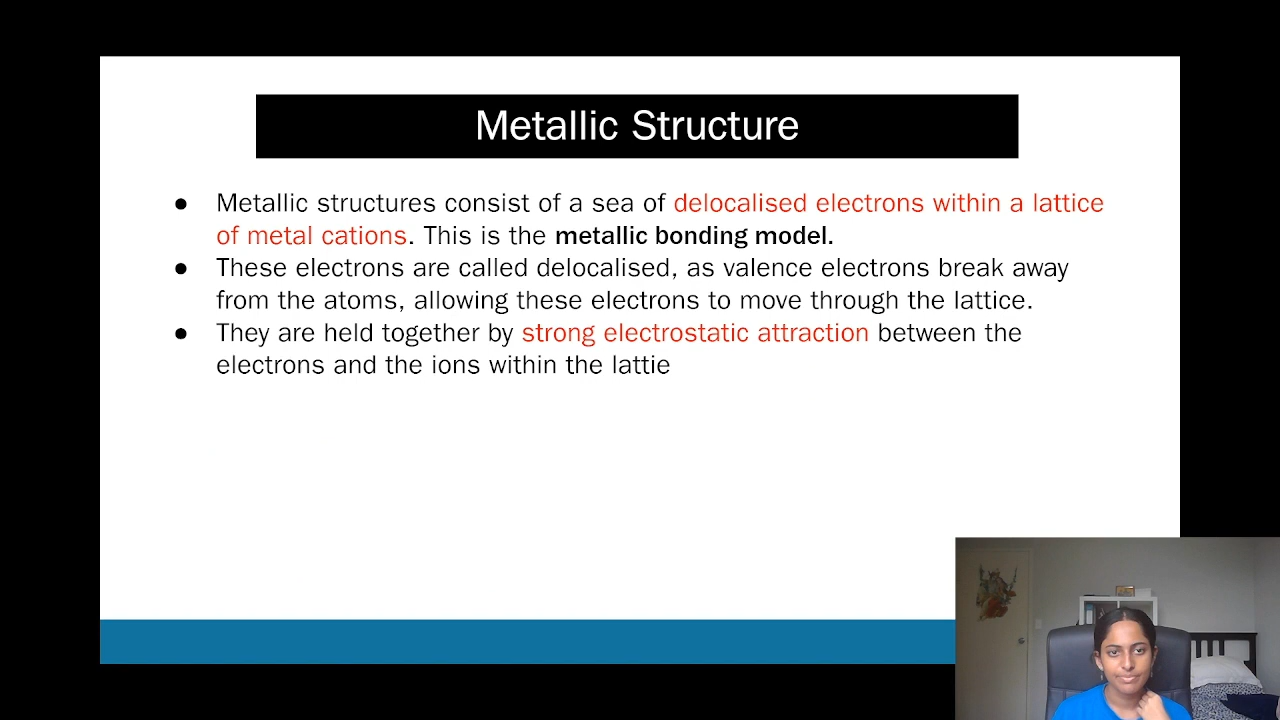 Metallic Structure
● Metallic structures consist of a sea of delocalised electrons within a lattice
of metal cations. This is the metallic bonding model.
● These electrons are called delocalised, as valence electrons break away
from the atoms, allowing these electrons to move through the lattice.
● They are held together by strong electrostatic attraction between the
electrons and the ions within the lattie